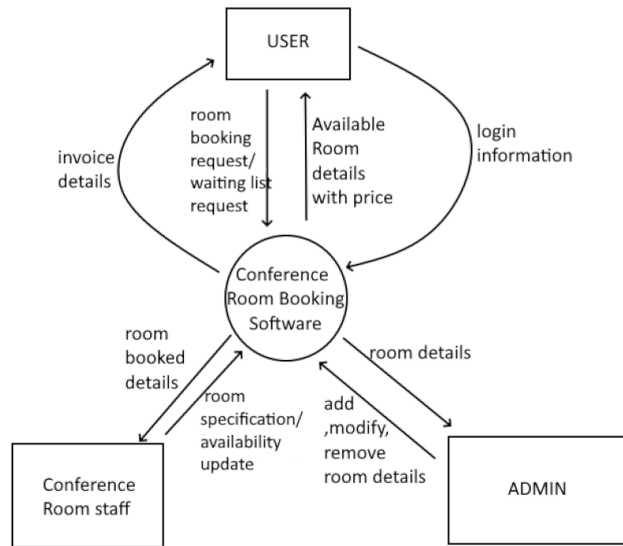 USER
room
booking
request/
waiting list
request
Available
Room
details
with price
invoice
details
login
information
Conference
Room Booking
Software
room
booked
details
room
specification/
availability
update
room details
add
,modify,
remove
room details
Conference
Room staff
ADMIN